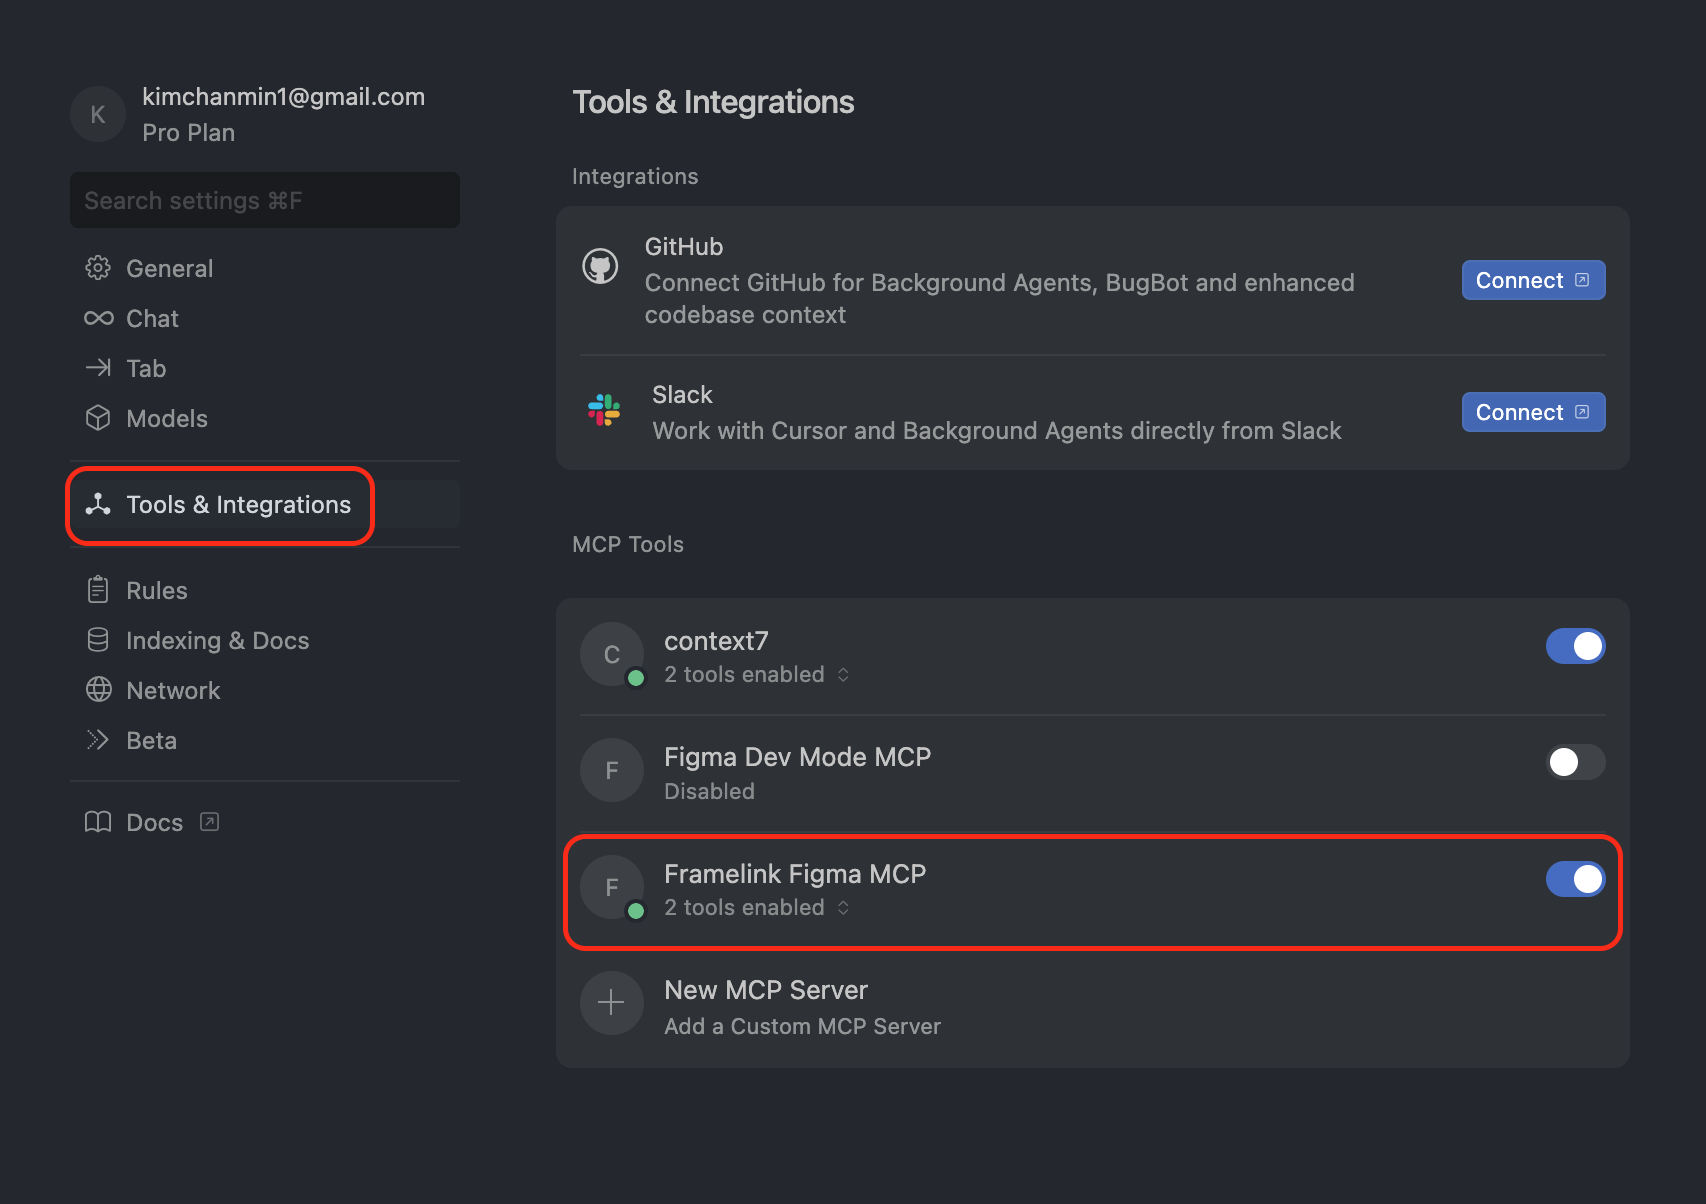 K
kimchanmin1@gmail.com
Pro Plan
Search settings ⌘F
General
Chat
Tab
Models
Tools & Integrations
Rules
Indexing & Docs
Network
Beta
Docs
Tools & Integrations
Integrations
GitHub
Connect GitHub for Background Agents, BugBot and enhanced
codebase context
Connect
Slack
Work with Cursor and Background Agents directly from Slack
Connect
MCP Tools
C
context7
2 tools enabled
F
Figma Dev Mode MCP
Disabled
F
Framelink Figma MCP
2 tools enabled
New MCP Server
Add a Custom MCP Server